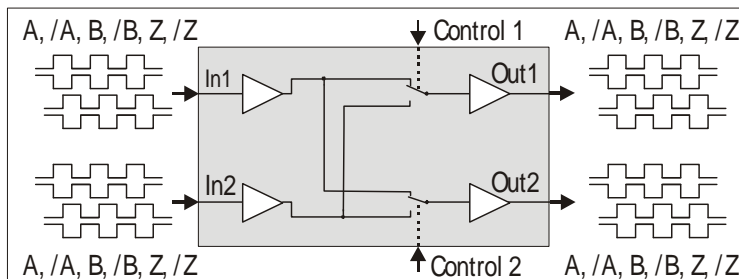 A, /A, B, /B, Z, /Z
Control 1
A, /A, B, /B, Z, /Z
In1
Out1
In2
Out2
A, /A, B, /B, Z, /Z
Control 2
A, /A, B, /B, Z, /Z